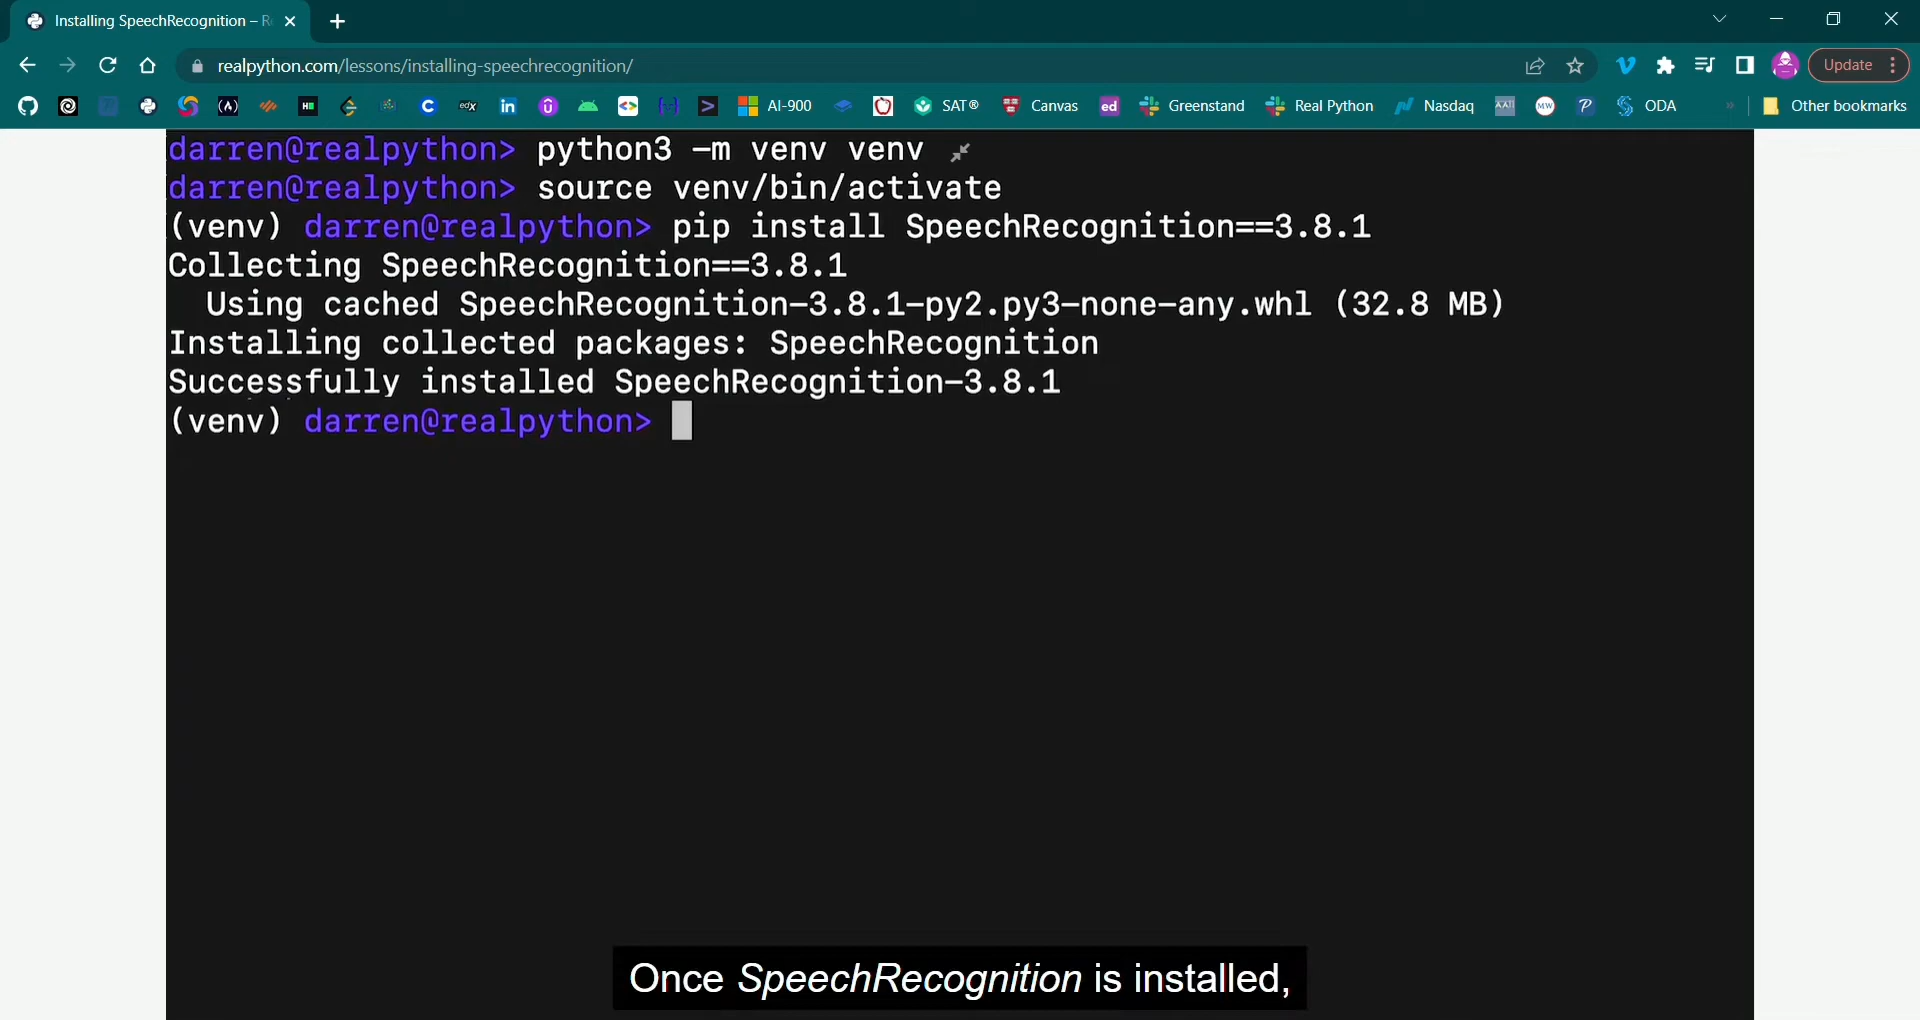 Installing SpeechRecognition – R
realpython.com/lessons/installing-speechrecognition/
Update
AI-900
SAT®
Canvas
ed
Greenstand
Real Python
Nasdaq
MW
ODA
Other bookmarks
darren@realpython> python3 -m venv venv
darren@realpython> source venv/bin/activate
(venv) darren@realpython> pip install SpeechRecognition==3.8.1
Collecting SpeechRecognition==3.8.1
Using cached SpeechRecognition-3.8.1-py2.py3-none-any.whl (32.8 MB)
Installing collected packages: SpeechRecognition
Successfully installed SpeechRecognition-3.8.1
(venv) darren@realpython>
Once SpeechRecognition is installed,